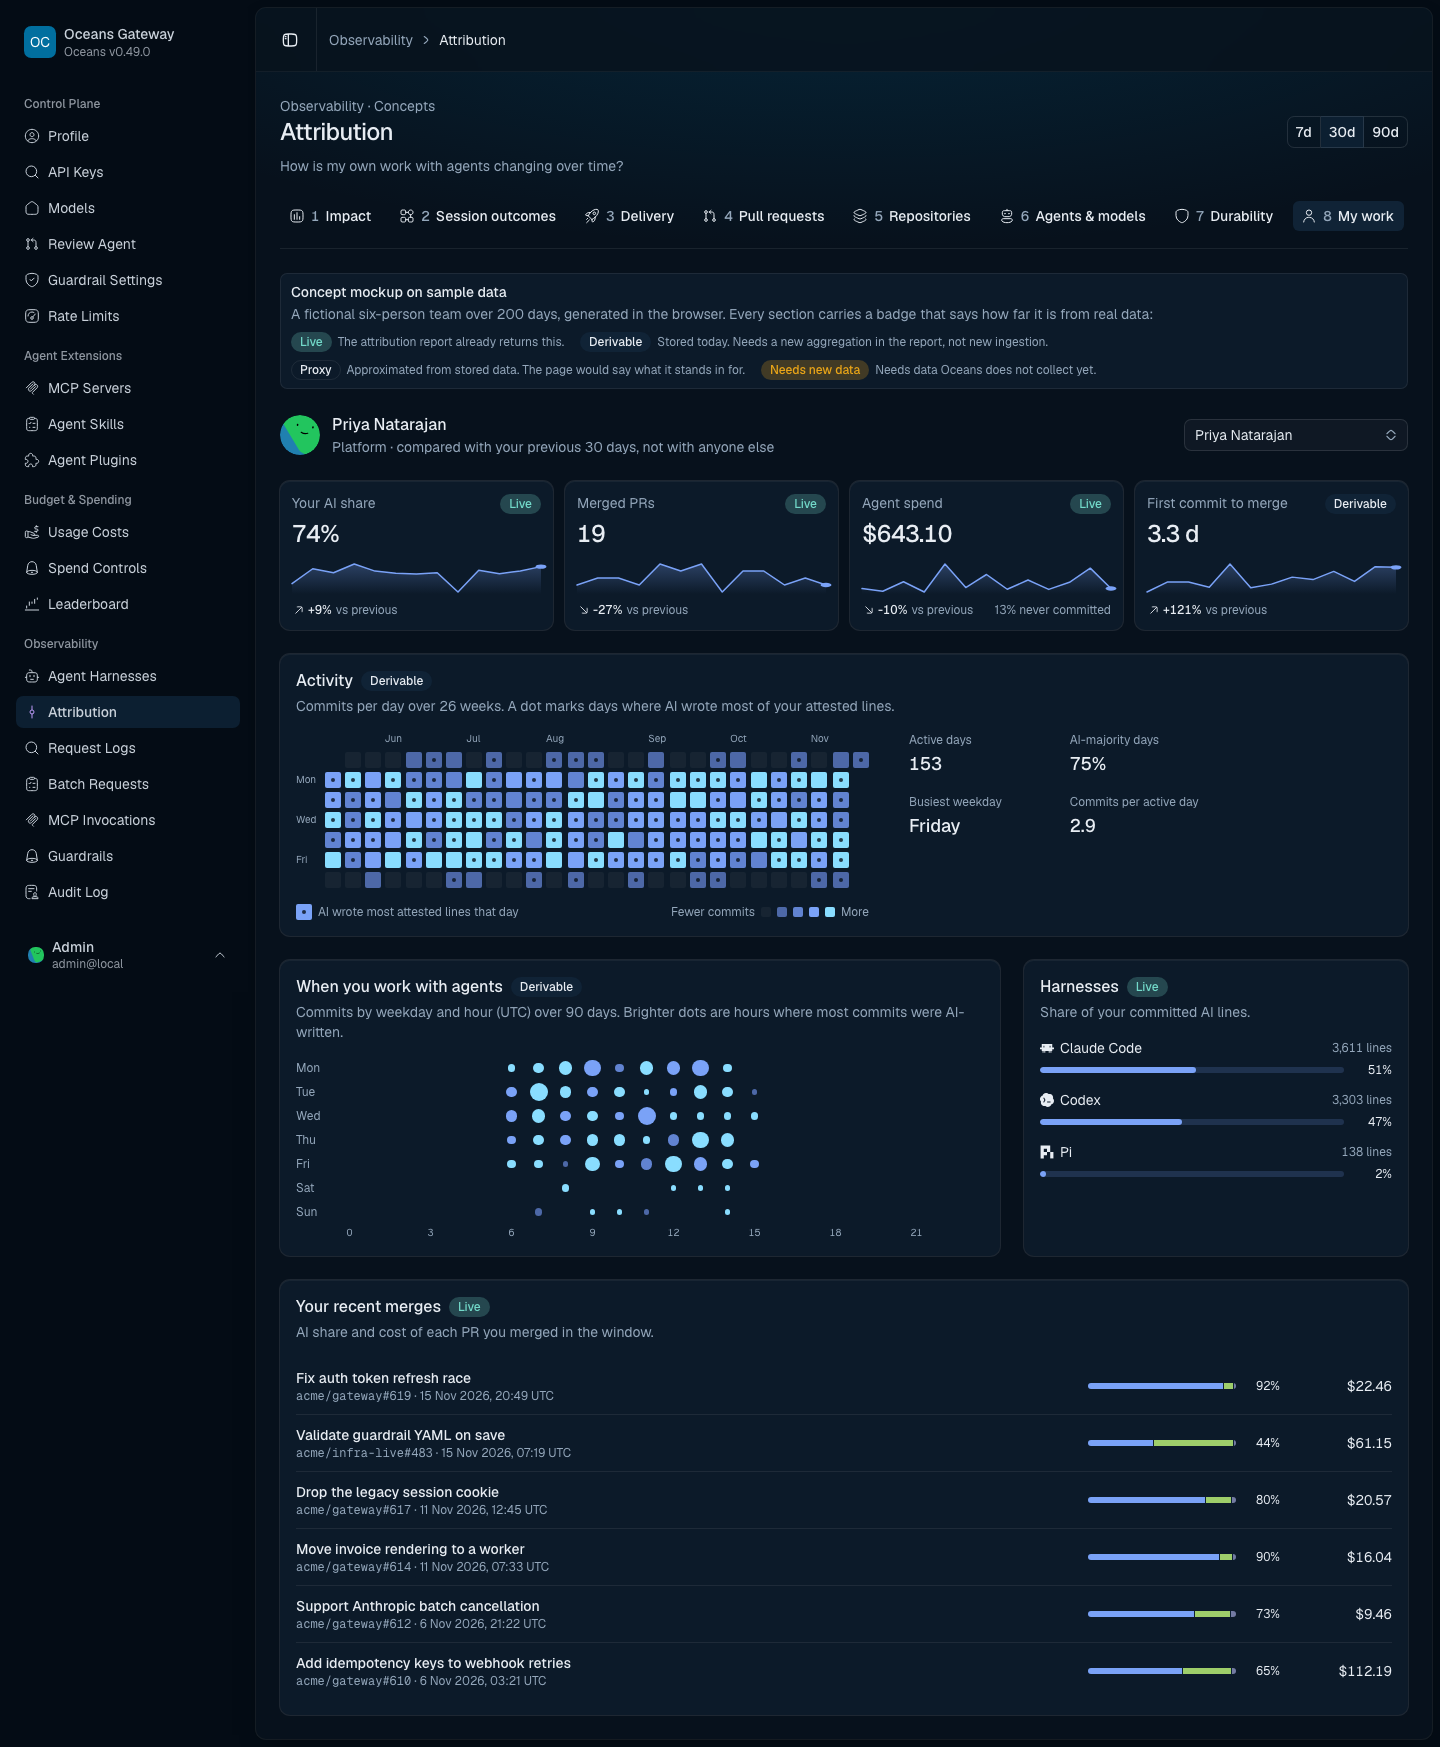 OC
Oceans Gateway
Oceans v0.49.0
Control Plane
Profile
API Keys
Models
Review Agent
Guardrail Settings
Rate Limits
Agent Extensions
MCP Servers
Agent Skills
Agent Plugins
Budget & Spending
Usage Costs
Spend Controls
Leaderboard
Observability
Agent Harnesses
Attribution
Request Logs
Batch Requests
MCP Invocations
Guardrails
Audit Log
Admin
admin@local
Observability > Attribution
Observability · Concepts
Attribution
How is my own work with agents changing over time?
7d 30d 90d
1 Impact 2 Session outcomes 3 Delivery 4 Pull requests 5 Repositories 6 Agents & models 7 Durability 8 My work
Concept mockup on sample data
A fictional six-person team over 200 days, generated in the browser. Every section carries a badge that says how far it is from real data:
Live The attribution report already returns this. Derivable Stored today. Needs a new aggregation in the report, not new ingestion.
Proxy Approximated from stored data. The page would say what it stands in for. Needs new data Needs data Oceans does not collect yet.
Priya Natarajan
Platform · compared with your previous 30 days, not with anyone else
Priya Natarajan
Your AI share Live
74%
+9% vs previous
Merged PRs Live
19
-27% vs previous
Agent spend Live
$643.10
-10% vs previous 13% never committed
First commit to merge Derivable
3.3 d
+121% vs previous
Activity Derivable
Commits per day over 26 weeks. A dot marks days where AI wrote most of your attested lines.
Jun Jul Aug Sep Oct Nov
Mon
Wed
Fri
AI wrote most attested lines that day Fewer commits More
Active days
153
AI-majority days
75%
Busiest weekday
Friday
Commits per active day
2.9
When you work with agents Derivable
Commits by weekday and hour (UTC) over 90 days. Brighter dots are hours where most commits were AI-
written.
Mon
Tue
Wed
Thu
Fri
Sat
Sun
0 3 6 9 12 15 18 21
Harnesses Live
Share of your committed AI lines.
Claude Code 3,611 lines
51%
Codex 3,303 lines
47%
Pi 138 lines
2%
Your recent merges Live
AI share and cost of each PR you merged in the window.
Fix auth token refresh race
acme/gateway#619 · 15 Nov 2026, 20:49 UTC
92% $22.46
Validate guardrail YAML on save
acme/infra-live#483 · 15 Nov 2026, 07:19 UTC
44% $61.15
Drop the legacy session cookie
acme/gateway#617 · 11 Nov 2026, 12:45 UTC
80% $20.57
Move invoice rendering to a worker
acme/gateway#614 · 11 Nov 2026, 07:33 UTC
90% $16.04
Support Anthropic batch cancellation
acme/gateway#612 · 6 Nov 2026, 21:22 UTC
73% $9.46
Add idempotency keys to webhook retries
acme/gateway#610 · 6 Nov 2026, 03:21 UTC
65% $112.19